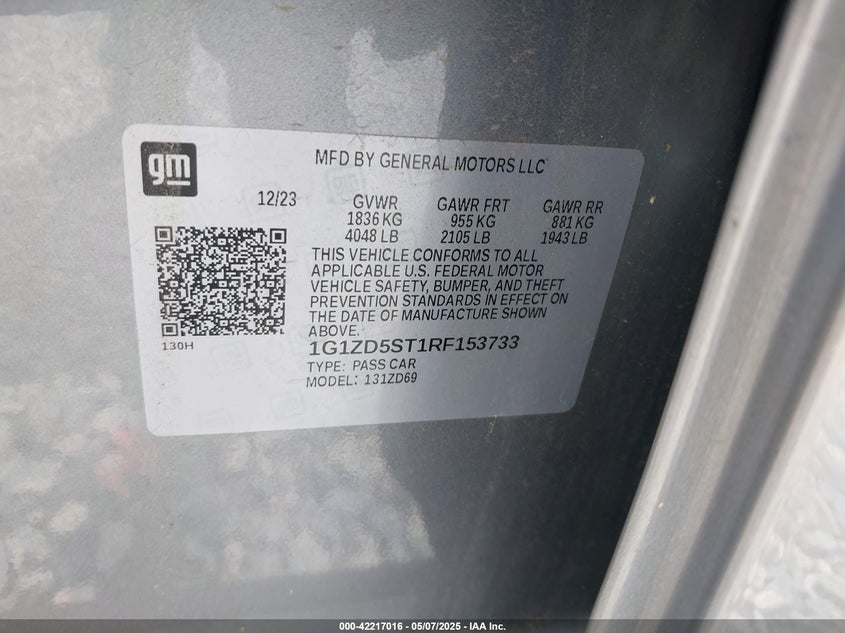 gm
MFD BY GENERAL MOTORS LLC
12/23
GVWR GAWR FRT GAWR RR
1836 KG 955 KG 881 KG
4048 LB 2105 LB 1943 LB
THIS VEHICLE CONFORMS TO ALL
APPLICABLE U.S. FEDERAL MOTOR
VEHICLE SAFETY, BUMPER, AND THEFT
PREVENTION STANDARDS IN EFFECT ON
THE DATE OF MANUFACTURE SHOWN
ABOVE.
130H
1G1ZD5ST1RF153733
TYPE: PASS CAR
MODEL: 131ZD69
000-42217016 — 05/07/2025 — IAA Inc.